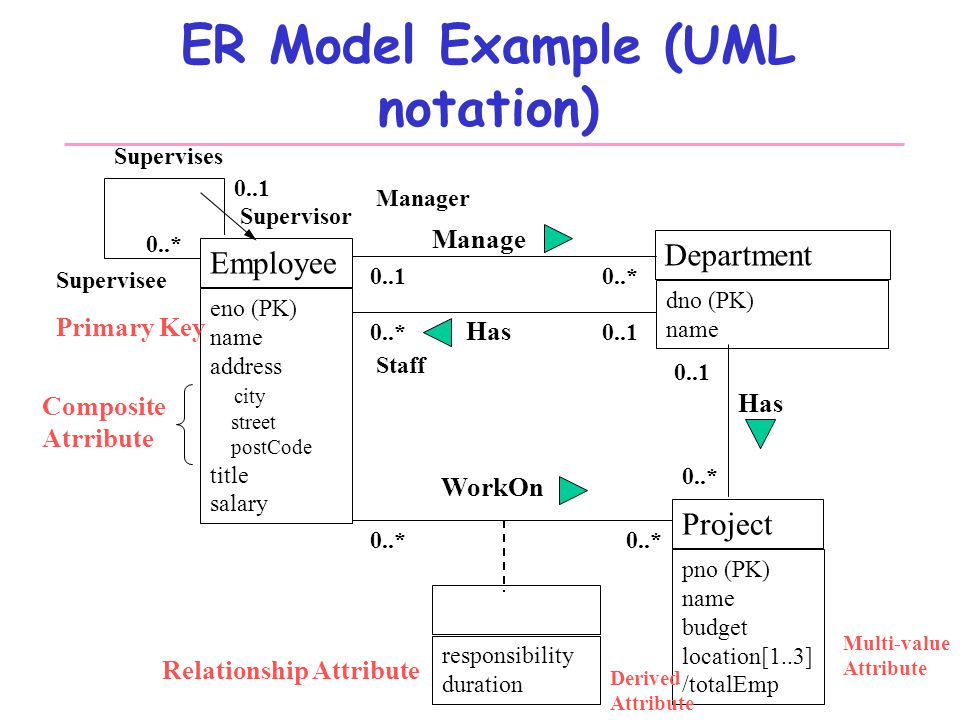 ER Model Example (UML
notation)
Supervises
0..1
Supervisor
0..*
Supervisee
Manager
Manage
0..1
0..*
Employee
eno (PK)
name
address
city
street
postCode
title
salary
Primary Key
Composite
Atrribute
0..*
Has
0..1
Staff
Department
dno (PK)
name
0..1
Has
0..*
WorkOn
0..*
0..*
Project
pno (PK)
name
budget
location[1..3]
/totalEmp
Multi-value
Attribute
Derived
Attribute
Relationship Attribute
responsibility
duration